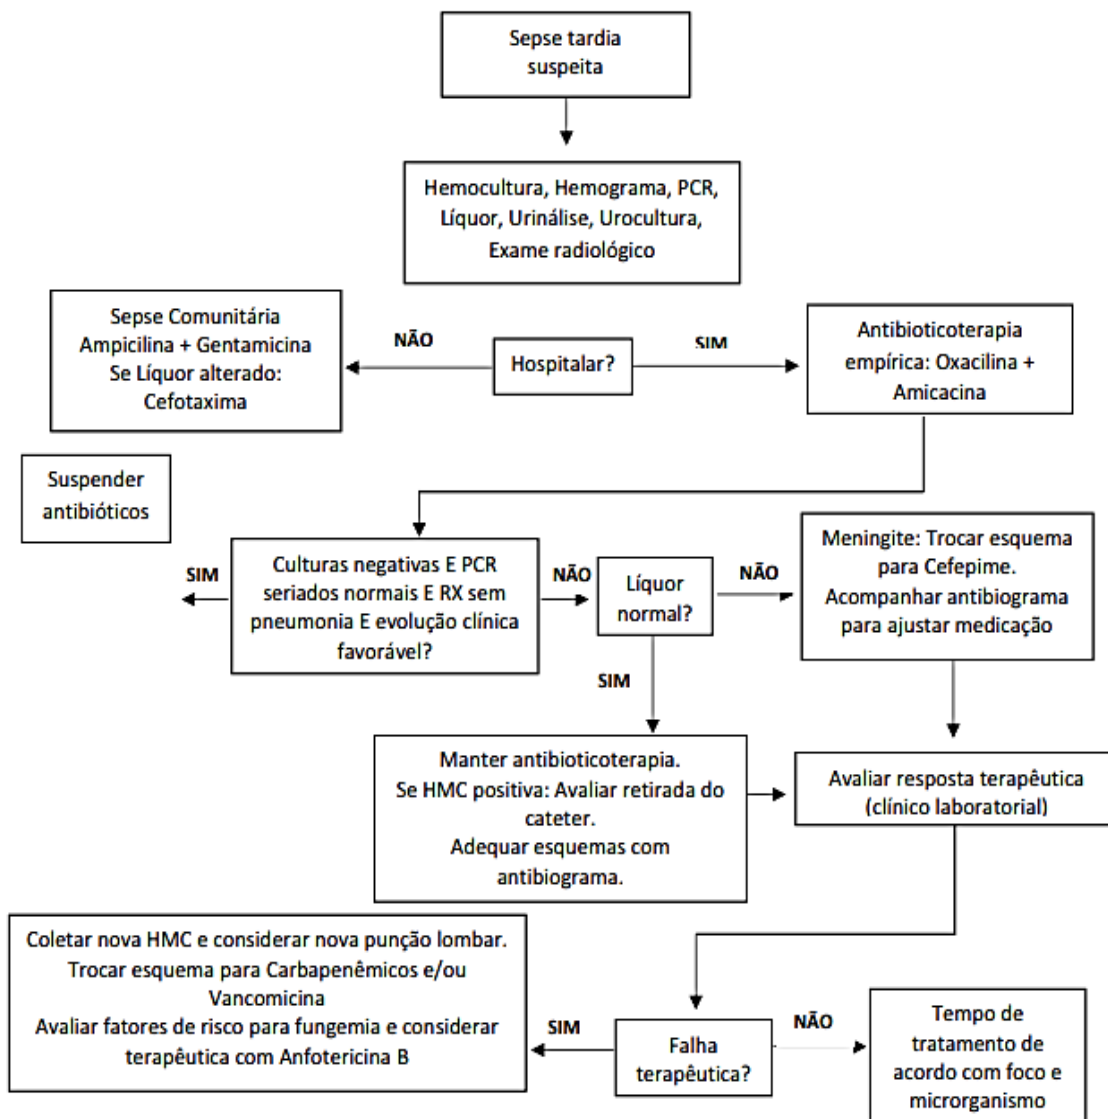 Sepse tardia
suspeita
Hemocultura, Hemograma, PCR,
Líquor, Urinálise, Urocultura,
Exame radiológico
Sepse Comunitária
Ampicilina + Gentamicina
Se Líquor alterado:
Cefotaxima
NÃO
Hospitalar?
SIM
Antibioticoterapia
empírica: Oxacilina +
Amicacina
Suspender
antibióticos
SIM
Culturas negativas E PCR
seriados normais E RX sem
pneumonia E evolução clínica
favorável?
NÃO
Líquor
normal?
NÃO
Meningite: Trocar esquema
para Cefepime.
Acompanhar antibiograma
para ajustar medicação
SIM
Manter antibioticoterapia.
Se HMC positiva: Avaliar retirada do
cateter.
Adequar esquemas com
antibiograma.
Avaliar resposta terapêutica
(clínico laboratorial)
Coletar nova HMC e considerar nova punção lombar.
Trocar esquema para Carbapenêmicos e/ou
Vancomicina
Avaliar fatores de risco para fungemia e considerar
terapêutica com Anfotericina B
SIM
Falha
terapêutica?
NÃO
Tempo de
tratamento de
acordo com foco e
microrganismo